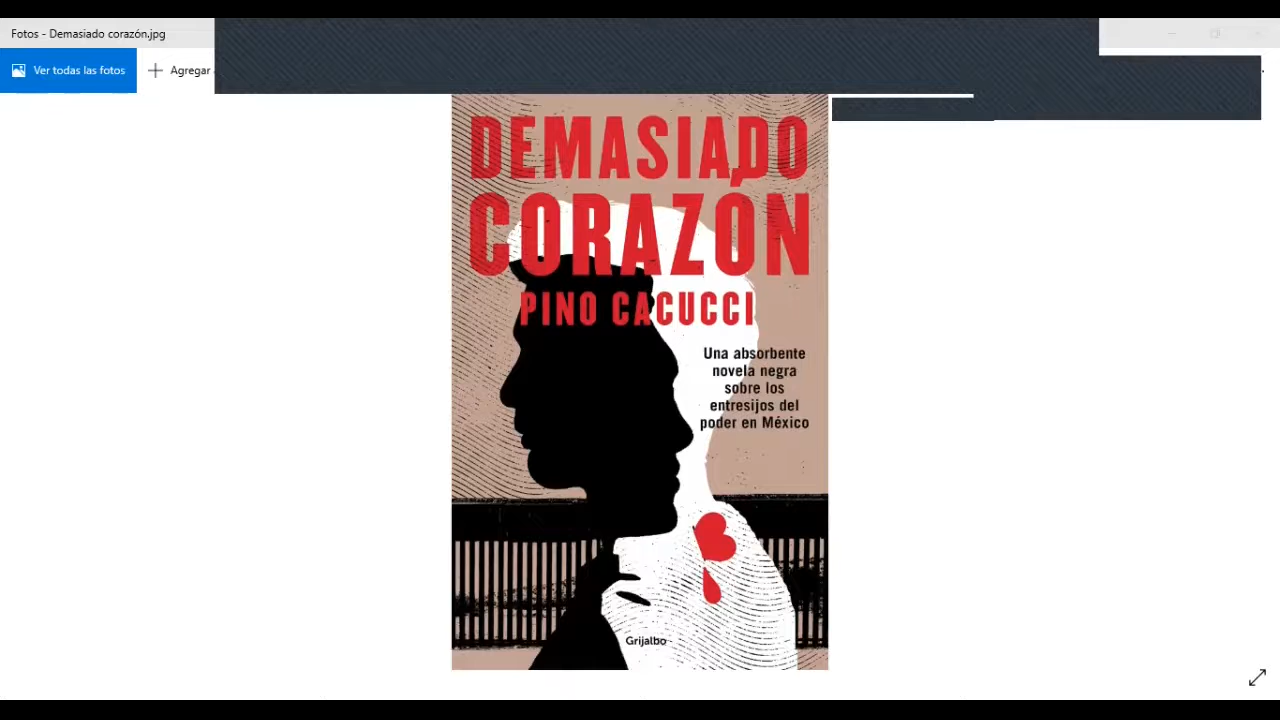 Fotos - Demasiado corazón.jpg
Ver todas las fotos
Agregar
DEMASIADO
CORAZÓN
PINO CACUCCI
Una absorbente
novela negra
sobre los
entresijos del
poder en México
Grijalbo